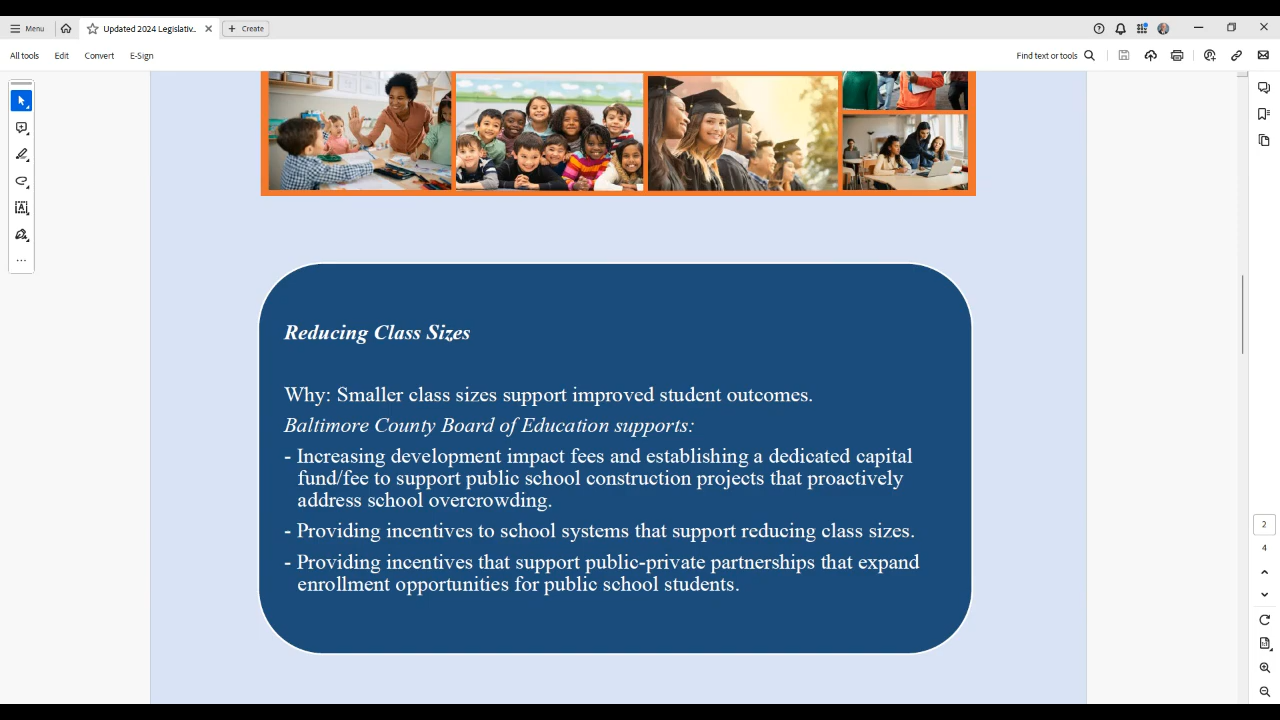 Menu
Updated 2024 Legislativ...
Create
All tools
Edit
Convert
E-Sign
Find text or tools
Reducing Class Sizes
Why: Smaller class sizes support improved student outcomes.
Baltimore County Board of Education supports:
- Increasing development impact fees and establishing a dedicated capital
fund/fee to support public school construction projects that proactively
address school overcrowding.
- Providing incentives to school systems that support reducing class sizes.
- Providing incentives that support public-private partnerships that expand
enrollment opportunities for public school students.
2
4